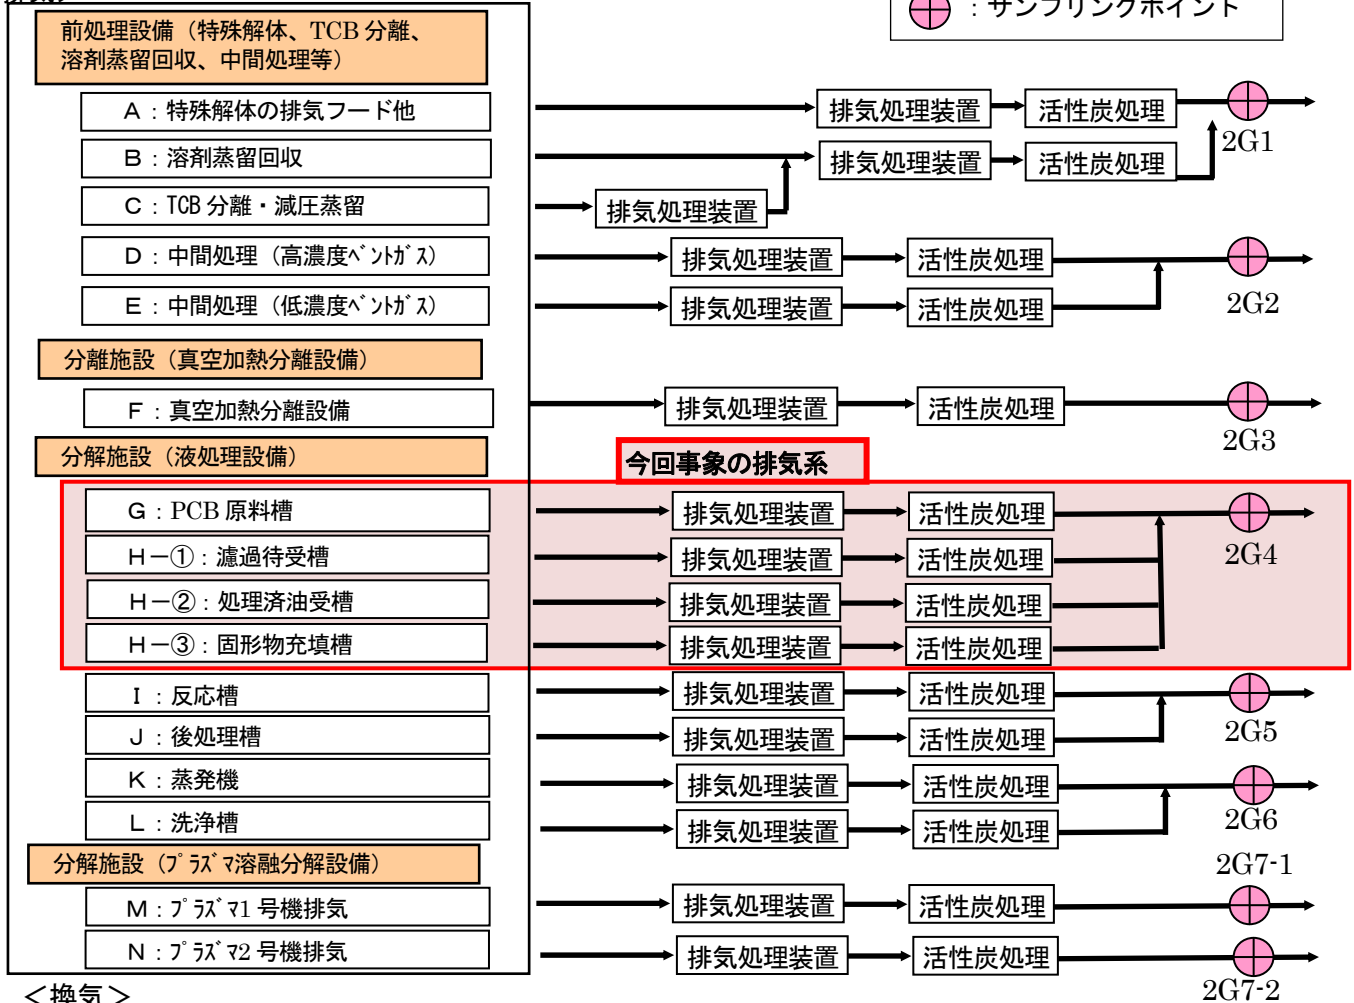 ：サンプリングポイント
前処理設備（特殊解体、TCB 分離、
溶剤蒸留回収、中間処理等）
A：特殊解体の排気フード他
排気処理装置
活性炭処理
2G1
B：溶剤蒸留回収
排気処理装置
活性炭処理
C：TCB 分離・減圧蒸留
排気処理装置
D：中間処理（高濃度ﾍﾞﾝﾄｶﾞｽ）
排気処理装置
活性炭処理
2G2
E：中間処理（低濃度ﾍﾞﾝﾄｶﾞｽ）
排気処理装置
活性炭処理
分離施設（真空加熱分離設備）
F：真空加熱分離設備
排気処理装置
活性炭処理
2G3
分解施設（液処理設備）
今回事象の排気系
G：PCB 原料槽
排気処理装置
活性炭処理
2G4
H－①：濾過待受槽
排気処理装置
活性炭処理
H－②：処理済油受槽
排気処理装置
活性炭処理
H－③：固形物充填槽
排気処理装置
活性炭処理
I：反応槽
排気処理装置
活性炭処理
2G5
J：後処理槽
排気処理装置
活性炭処理
K：蒸発機
排気処理装置
活性炭処理
2G6
L：洗浄槽
排気処理装置
活性炭処理
分解施設（ﾌﾟﾗｽﾞﾏ溶融分解設備）
2G7-1
M：ﾌﾟﾗｽﾞﾏ1 号機排気
排気処理装置
活性炭処理
N：ﾌﾟﾗｽﾞﾏ2 号機排気
排気処理装置
活性炭処理
2G7-2
＜換気＞